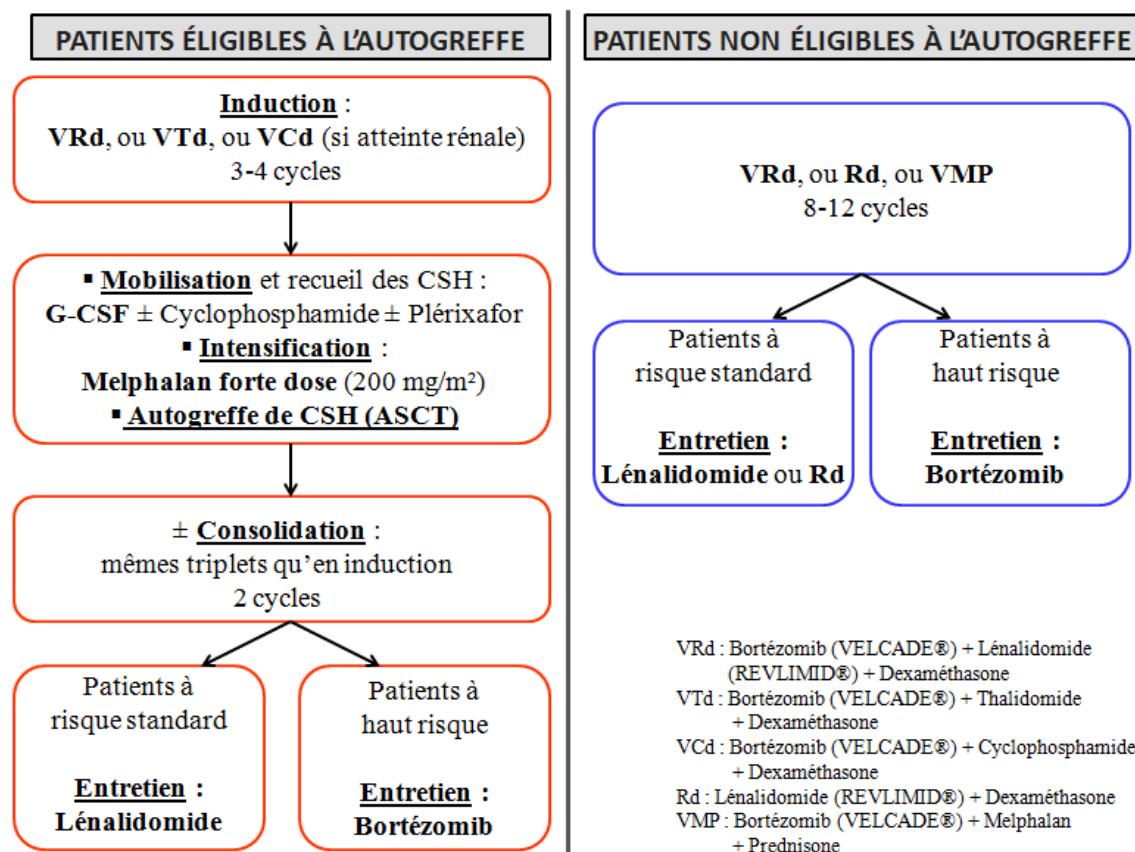 PATIENTS ÉLIGIBLES À L'AUTOGREFFE
Induction :
VRd, ou VTd, ou VCd (si atteinte rénale)
3-4 cycles
▪ Mobilisation et recueil des CSH :
G-CSF ± Cyclophosphamide ± Plérixafor
▪ Intensification :
Melphalan forte dose (200 mg/m²)
▪ Autogreffe de CSH (ASCT)
± Consolidation :
mêmes triplets qu'en induction
2 cycles
Patients à
risque standard
Entretien :
Lénalidomide
Patients à
haut risque
Entretien :
Bortézomib
PATIENTS NON ÉLIGIBLES À L'AUTOGREFFE
VRd, ou Rd, ou VMP
8-12 cycles
Patients à
risque standard
Entretien :
Lénalidomide ou Rd
Patients à
haut risque
Entretien :
Bortézomib
VRd : Bortézomib (VELCADE®) + Lénalidomide
(REVLIMID®) + Dexaméthasone
VTd : Bortézomib (VELCADE®) + Thalidomide
+ Dexaméthasone
VCd : Bortézomib (VELCADE®) + Cyclophosphamide
+ Dexaméthasone
Rd : Lénalidomide (REVLIMID®) + Dexaméthasone
VMP : Bortézomib (VELCADE®) + Melphalan
+ Prednisone